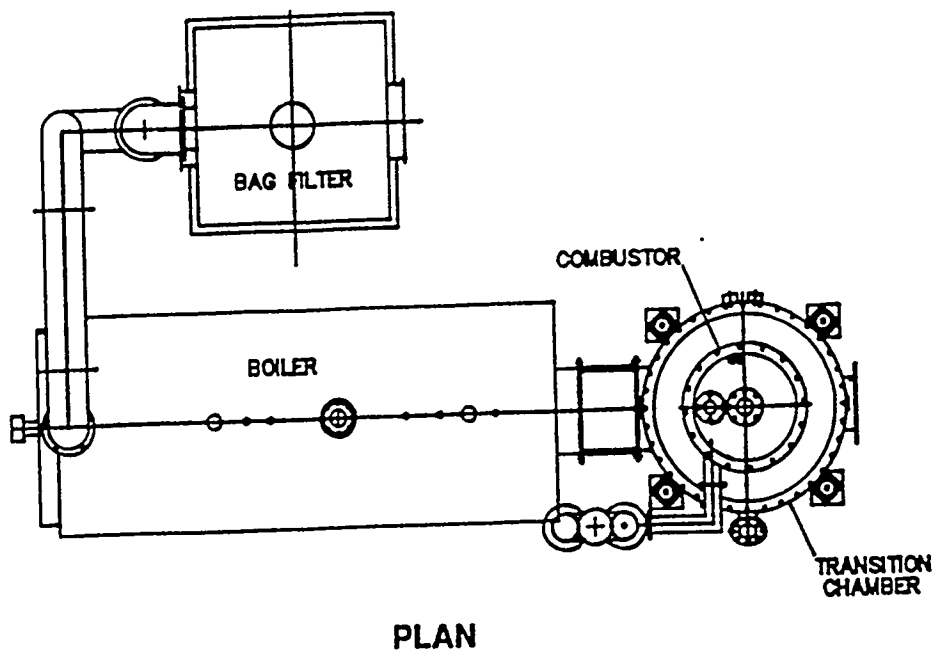 BAG FILTER
COMBUSTOR
BOILER
TRANSITION
CHAMBER
PLAN